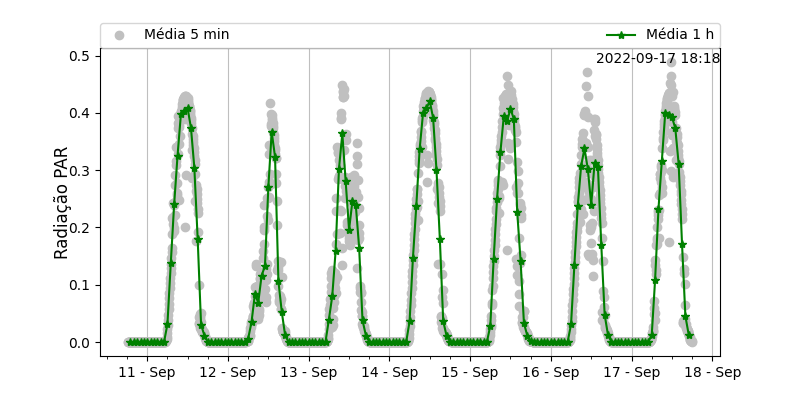 Média 5 min
Média 1 h
2022-09-17 18:18
Radiação PAR
0.5
0.4
0.3
0.2
0.1
0.0
11 - Sep
12 - Sep
13 - Sep
14 - Sep
15 - Sep
16 - Sep
17 - Sep
18 - Sep